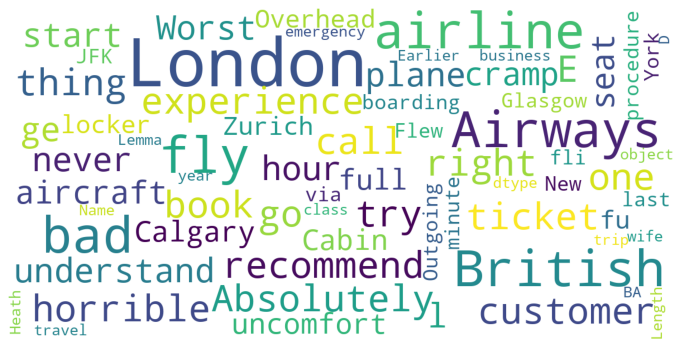 start
JFK
thing
Worst
Overhead
emergency
airline
Earlier
business
London
plane
cramp
E
seat
procedure
York
D
experience
boarding
Glasgow
Airways
ge
locker
Lemma
Zurich
call
Flew
right
fli
object
never
fly
year
hour
full
dtype
New
one
aircraft
Name
book
class
via
try
Outgoing
minute
ticket
fu
last
trip
wife
bad
Calgary
go
Cabin
understand
recommend
British
BA
Length
Heath
horrible
travel
Absolutely
uncomfort
l
customer